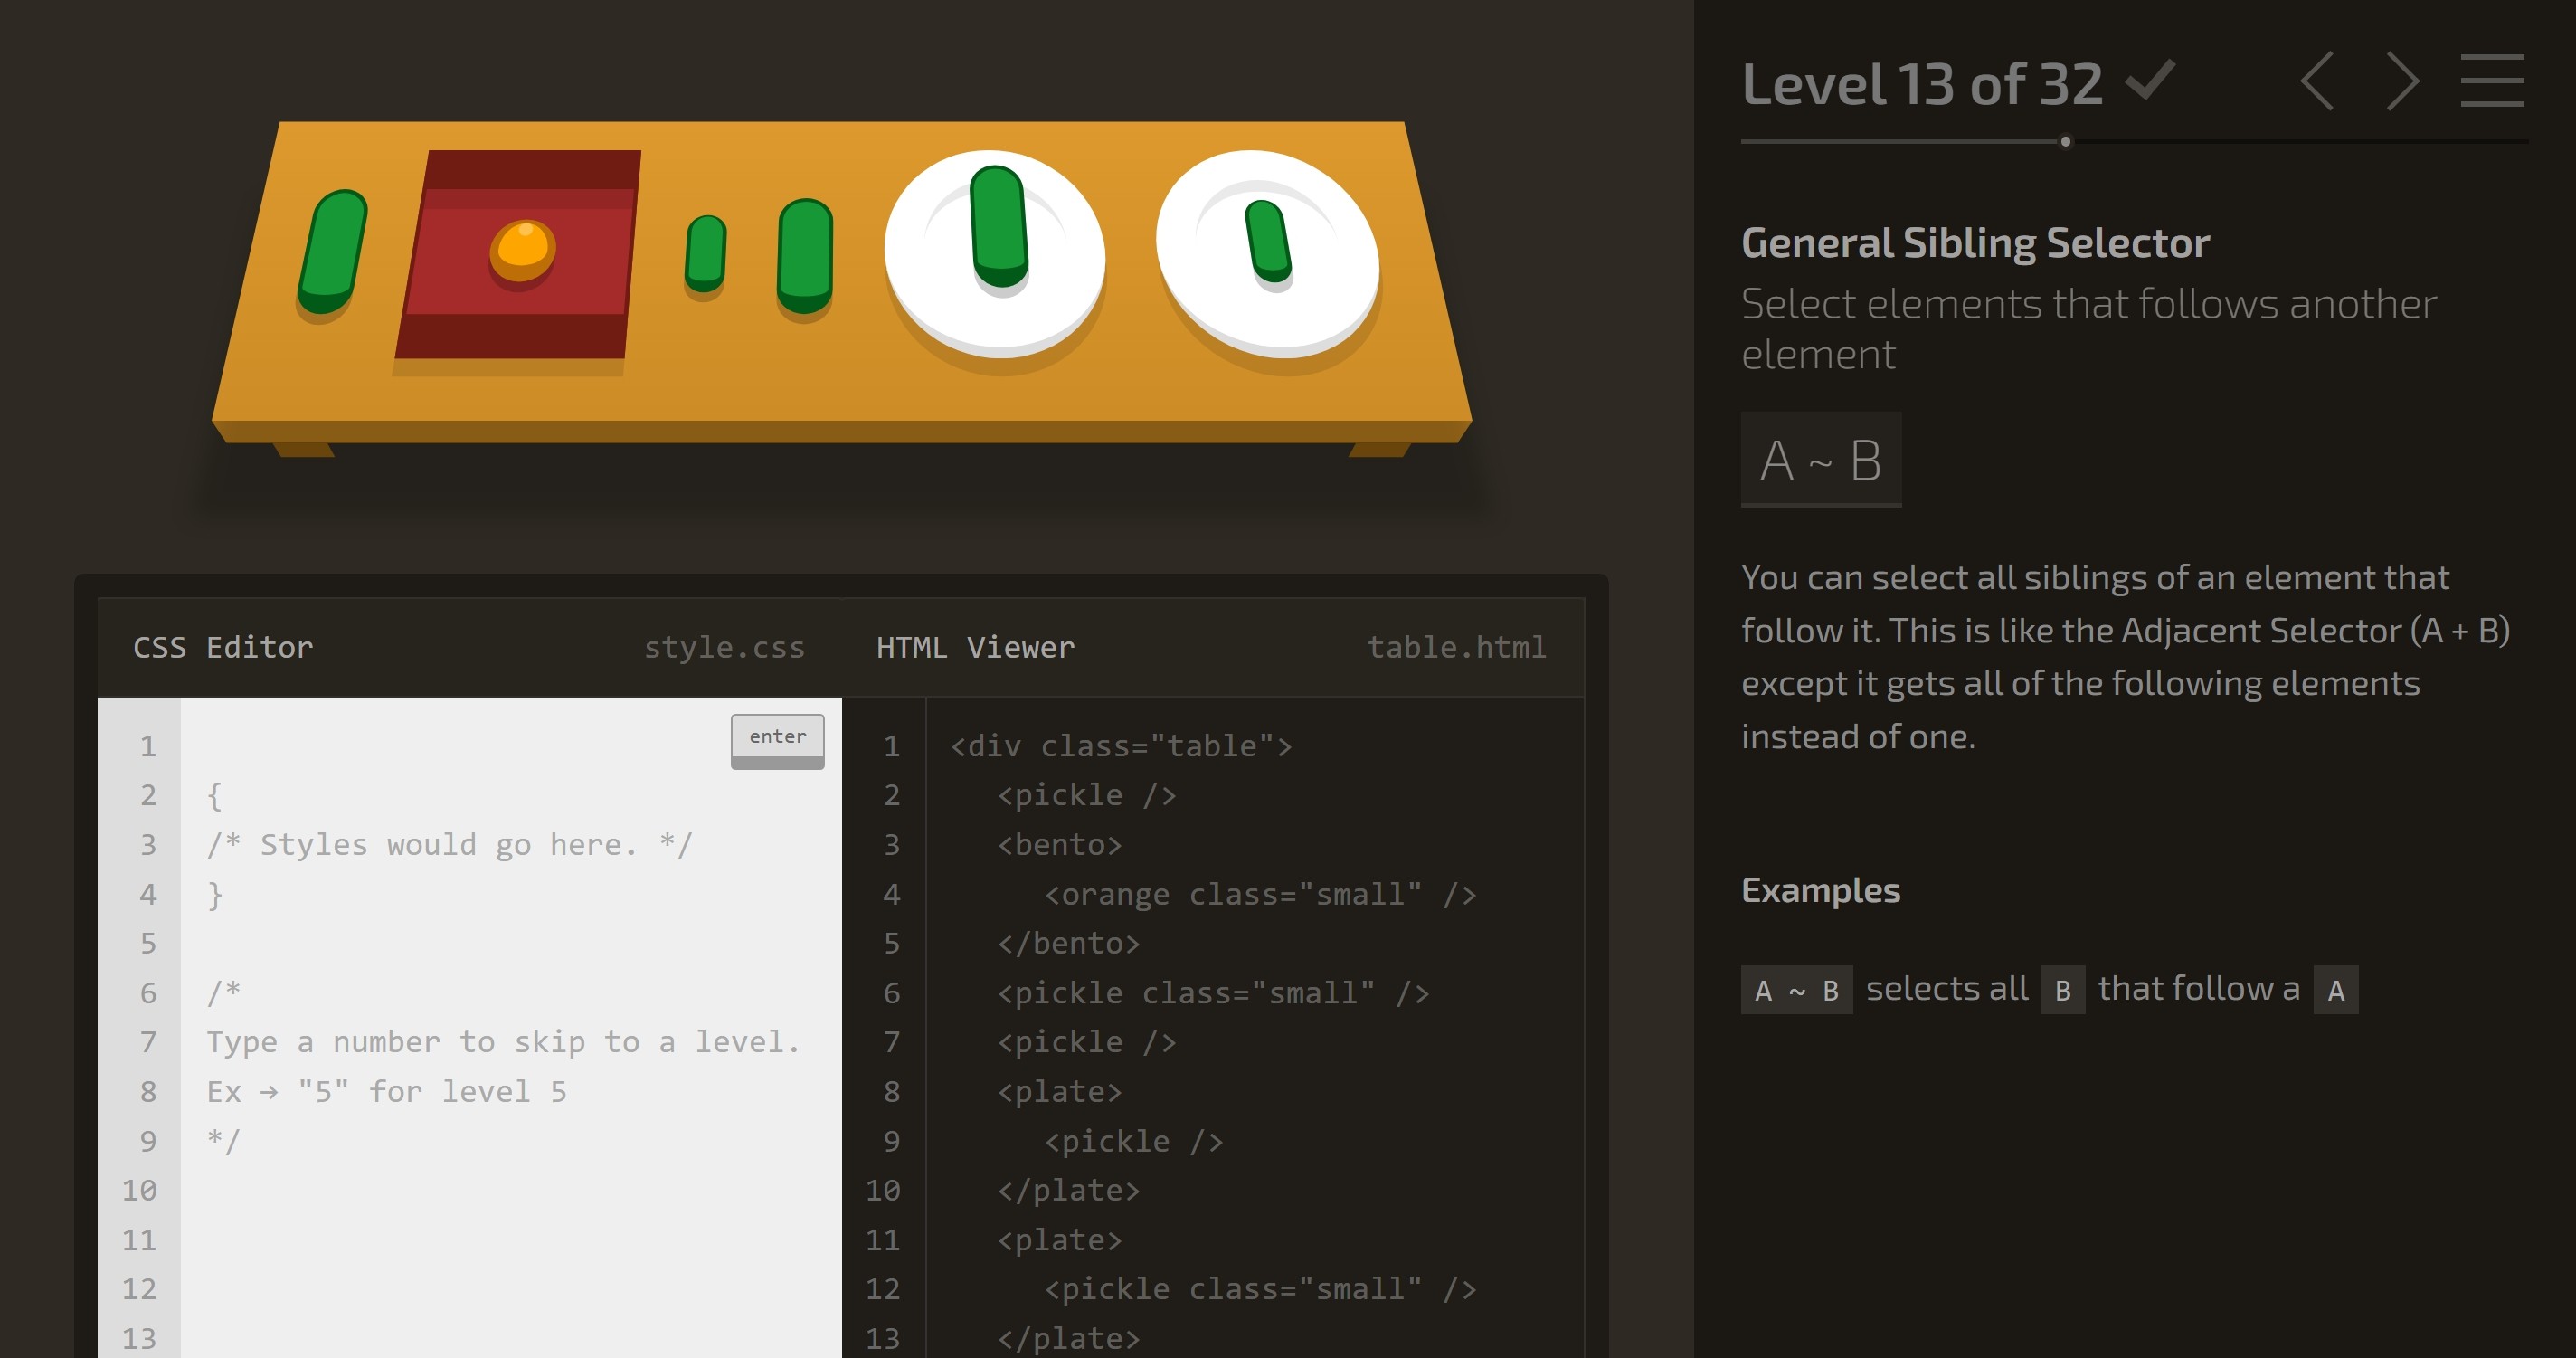 Level 13 of 32
General Sibling Selector
Select elements that follows another
element
A ~ B
You can select all siblings of an element that
follow it. This is like the Adjacent Selector (A + B)
except it gets all of the following elements
instead of one.
Examples
A ~ B selects all B that follow a A
CSS Editor style.css
enter
1
2 {
3 /* Styles would go here. */
4 }
5
6 /*
7 Type a number to skip to a level.
8 Ex → "5" for level 5
9 */
10
11
12
13
HTML Viewer table.html
1 <div class="table">
2 <pickle />
3 <bento>
4 <orange class="small" />
5 </bento>
6 <pickle class="small" />
7 <pickle />
8 <plate>
9 <pickle />
10 </plate>
11 <plate>
12 <pickle class="small" />
13 </plate>